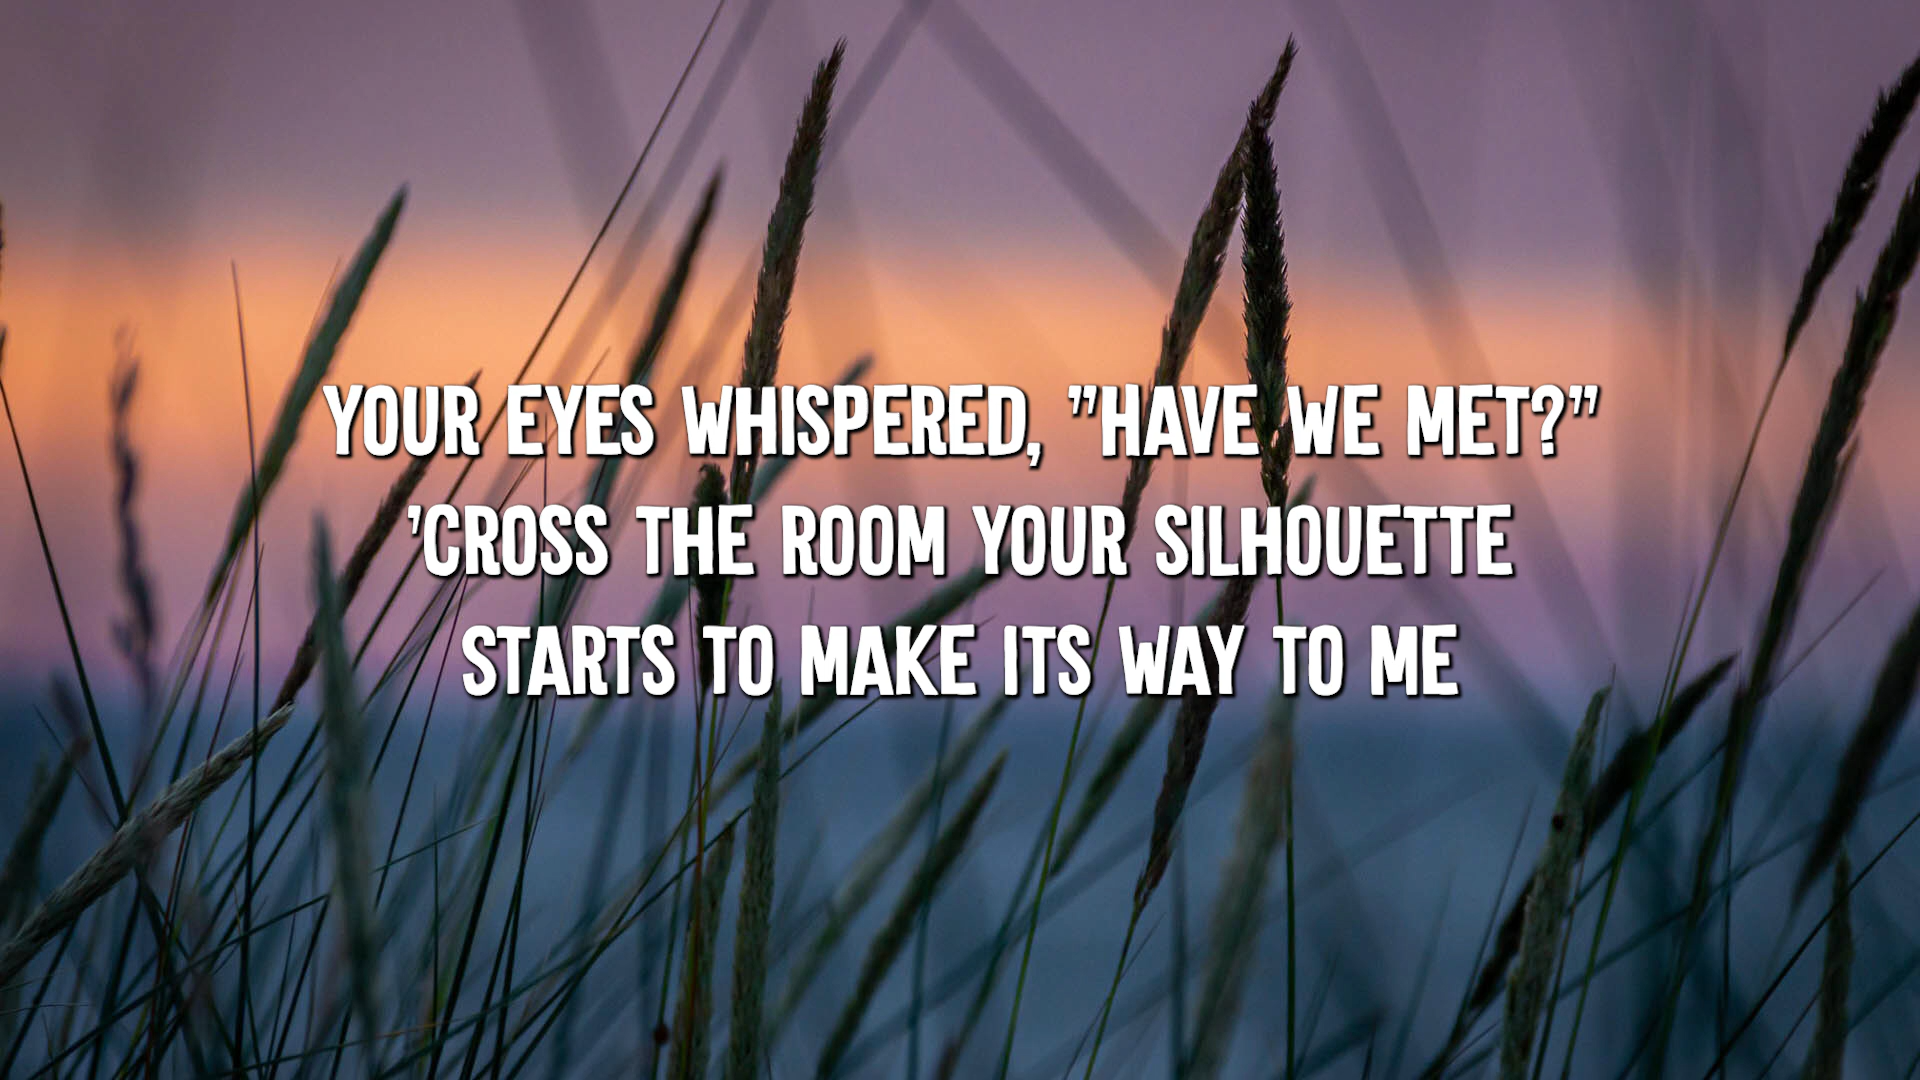 YOUR EYES WHISPERED, "HAVE WE MET?"
'CROSS THE ROOM YOUR SILHOUETTE
STARTS TO MAKE ITS WAY TO ME